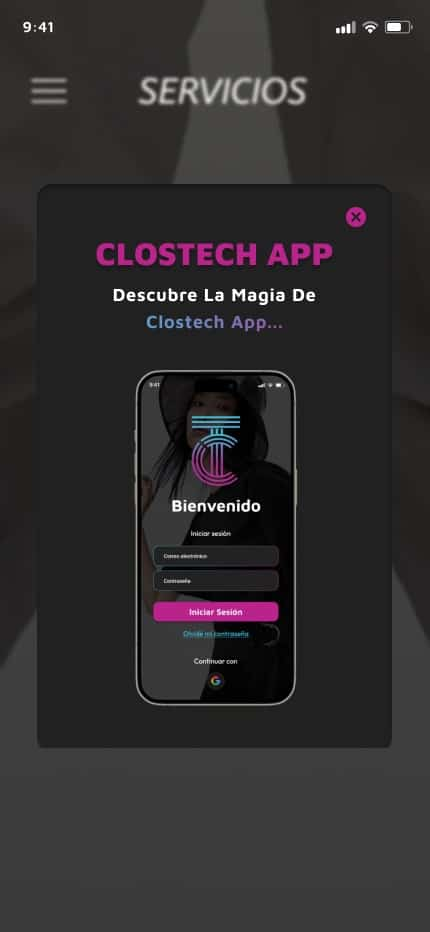 9:41
SERVICIOS
CLOSTECH APP
Descubre La Magia De
Clostech App...
9:41
Bienvenido
Iniciar sesión
Correo electrónico
Contraseña
Iniciar Sesión
Olvidé mi contraseña
Continuar con